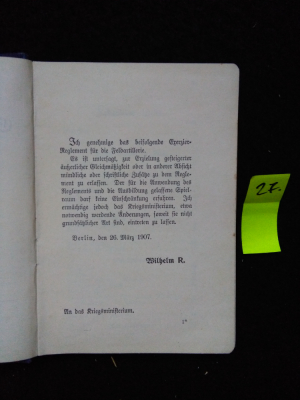 Ich genehmige das beifolgende Exerzier-
Reglement für die Feldartillerie.
Es ist untersagt, zur Erzielung gesteigerter
äußerlicher Gleichmäßigkeit oder in anderer Absicht
mündliche oder schriftliche Zusätze zu dem Regle-
ment zu erlassen. Der für die Anwendung des
Reglements und die Ausbildung gelassene Spiel-
raum darf keine Einschränkung erfahren. Ich
ermächtige jedoch das Kriegsministerium, etwa
notwendig werdende Änderungen, soweit sie nicht
grundsätzlicher Art sind, eintreten zu lassen.
Berlin, den 26. März 1907.
Wilhelm R.
An das Kriegsministerium.
1*
27.